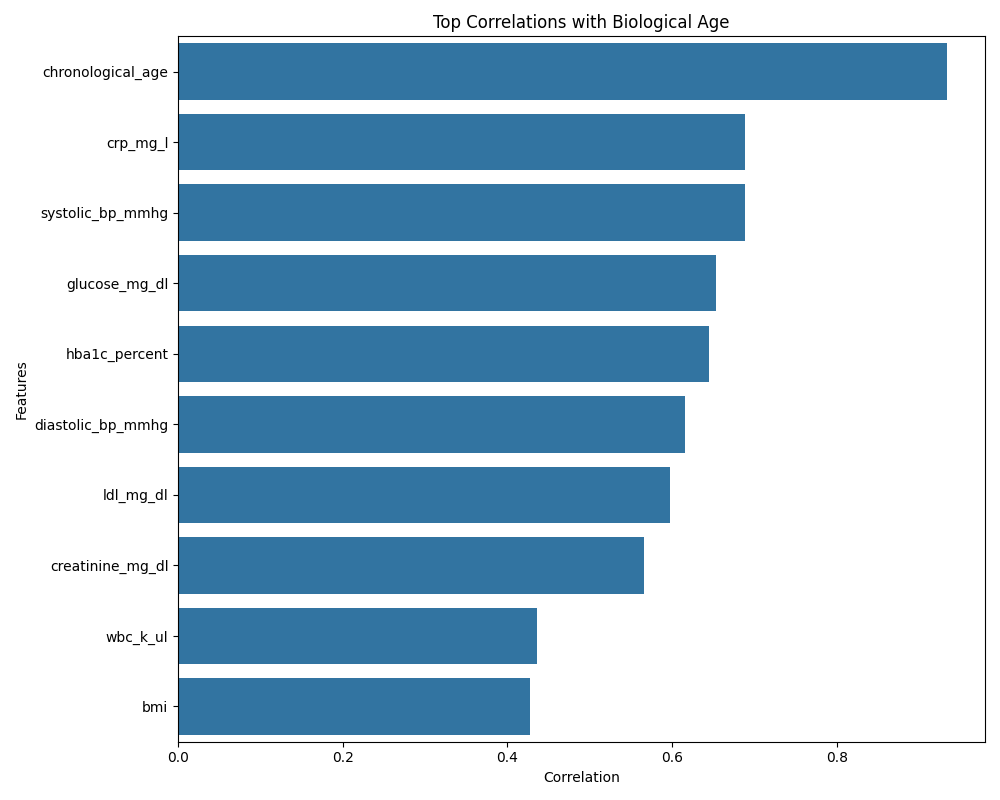 Top Correlations with Biological Age
chronological_age
crp_mg_l
systolic_bp_mmhg
glucose_mg_dl
hba1c_percent
diastolic_bp_mmhg
ldl_mg_dl
creatinine_mg_dl
wbc_k_ul
bmi
Features
0.0 0.2 0.4 0.6 0.8
Correlation